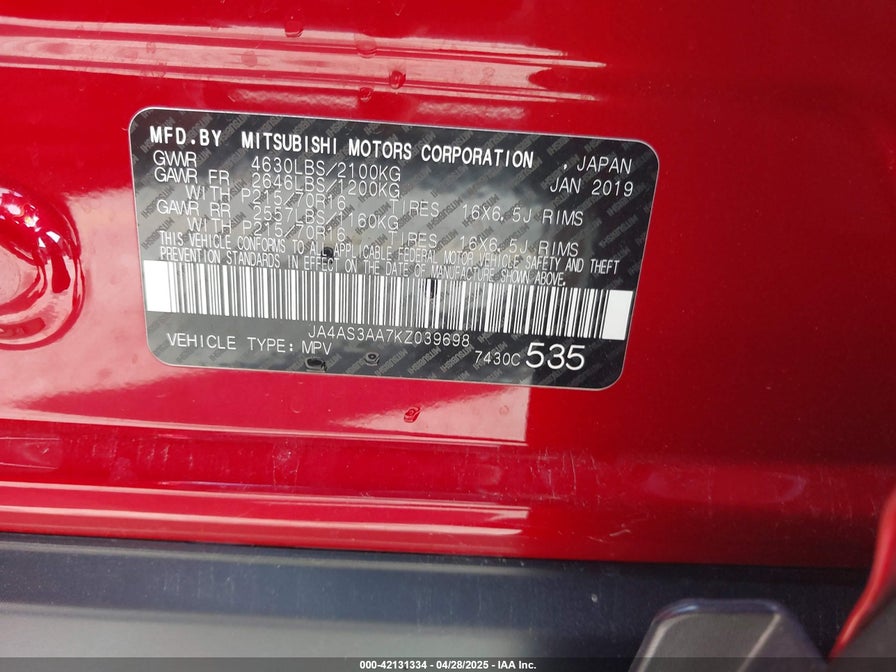 MFD.BY MITSUBISHI MOTORS CORPORATION , JAPAN
GVWR 4630LBS/2100KG JAN 2019
GAWR FR 2646LBS/1200KG
WITH P215/70R16 TIRES 16X6.5J RIMS
GAWR RR 2557LBS/1160KG
WITH P215/70R16 TIRES 16X6.5J RIMS
THIS VEHICLE CONFORMS TO ALL APPLICABLE FEDERAL MOTOR VEHICLE SAFETY AND THEFT
PREVENTION STANDARDS IN EFFECT ON THE DATE OF MANUFACTURE SHOWN ABOVE.
JA4AS3AA7KZ039698
VEHICLE TYPE: MPV 7430C 535
000-42131334 - 04/28/2025 - IAA Inc.